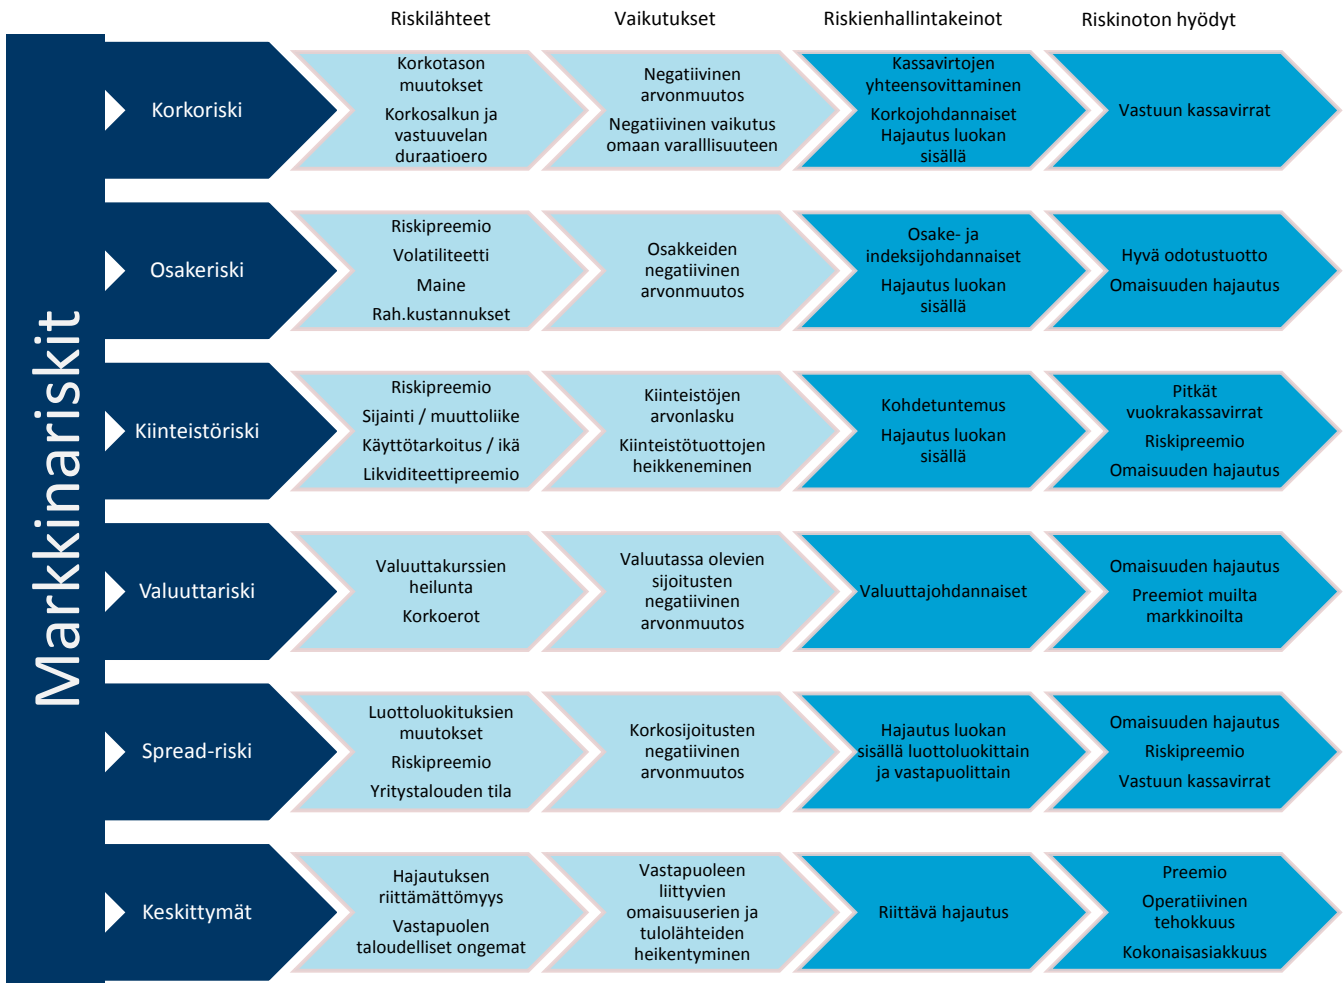 Riskilähteet
Vaikutukset
Riskienhallintakeinot
Riskinoton hyödyt
Markkinariskit
Korkoriski
Korkotason
muutokset
Korkosalkun ja
vastuuvelan
duraatioero
Negatiivinen
arvonmuutos
Negatiivinen vaikutus
omaan varalllisuuteen
Kassavirtojen
yhteensovittaminen
Korkojohdannaiset
Hajautus luokan
sisällä
Vastuun kassavirrat
Osakeriski
Riskipreemio
Volatiliteetti
Maine
Rah.kustannukset
Osakkeiden
negatiivinen
arvonmuutos
Osake- ja
indeksijohdannaiset
Hajautus luokan
sisällä
Hyvä odotustuotto
Omaisuuden hajautus
Kiinteistöriski
Riskipreemio
Sijainti / muuttoliike
Käyttötarkoitus / ikä
Likviditeettipreemio
Kiinteistöjen
arvonlasku
Kiinteistötuottojen
heikkeneminen
Kohdetuntemus
Hajautus luokan
sisällä
Pitkät
vuokrakassavirrat
Riskipreemio
Omaisuuden hajautus
Valuuttariski
Valuuttakurssien
heilunta
Korkoerot
Valuutassa olevien
sijoitusten
negatiivinen
arvonmuutos
Valuuttajohdannaiset
Omaisuuden hajautus
Preemiot muilta
markkinoilta
Spread-riski
Luottoluokituksien
muutokset
Riskipreemio
Yritystalouden tila
Korkosijoitusten
negatiivinen
arvonmuutos
Hajautus luokan
sisällä luottoluokittain
ja vastapuolittain
Omaisuuden hajautus
Riskipreemio
Vastuun kassavirrat
Keskittymät
Hajautuksen
riittämättömyys
Vastapuolen
taloudelliset ongemat
Vastapuoleen
liittyvien
omaisuuserien ja
tulolähteiden
heikentyminen
Riittävä hajautus
Preemio
Operatiivinen
tehokkuus
Kokonaisasiakkuus